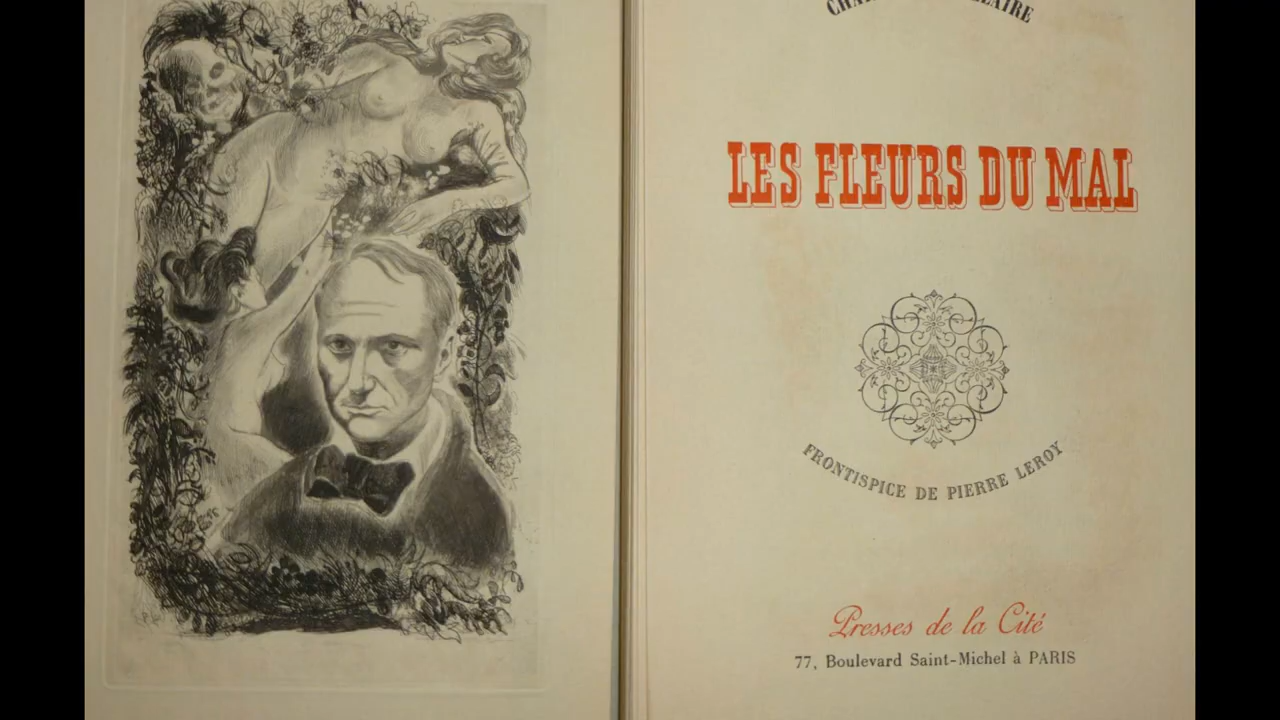 LES FLEURS DU MAL
FRONTISPICE DE PIERRE LEROY
Presses de la Cité
77, Boulevard Saint-Michel à PARIS